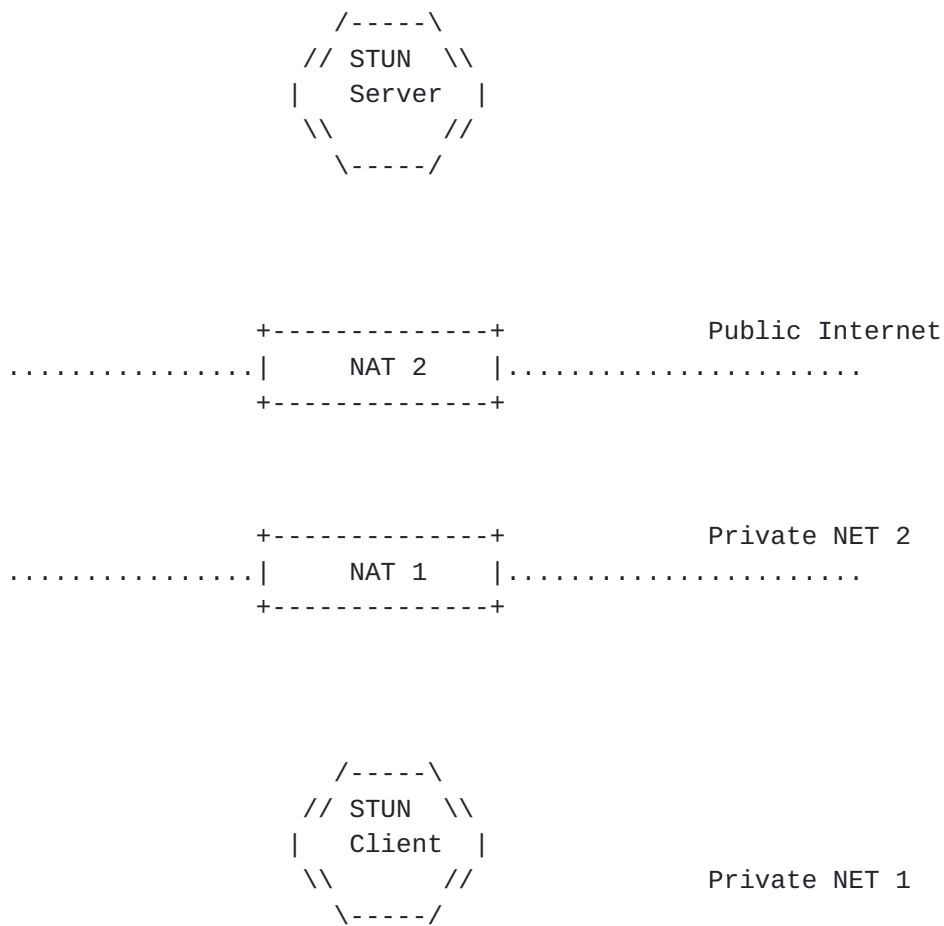 /-----\
// STUN \\
| Server |
\\ //
\-----/
+--------------+ Public Internet
................| NAT 2 |.......................
+--------------+
+--------------+ Private NET 2
................| NAT 1 |.......................
+--------------+
/-----\
// STUN \\
| Client |
\\ // Private NET 1
\-----/